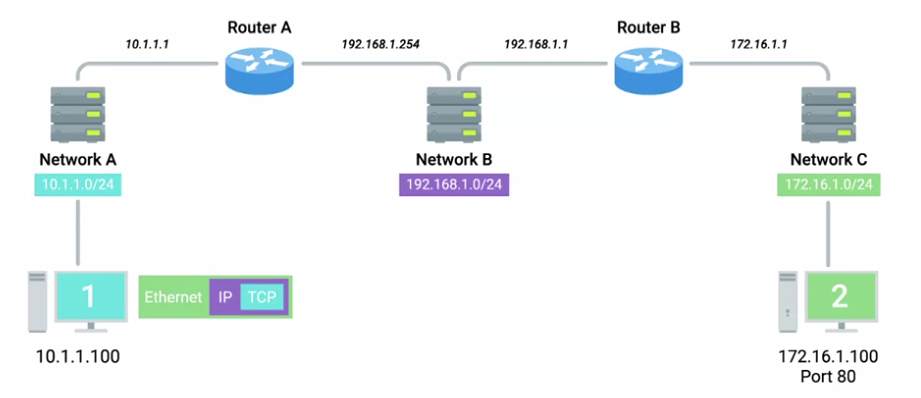 Router A
Router B
10.1.1.1
192.168.1.254
192.168.1.1
172.16.1.1
Network A
Network B
Network C
10.1.1.0/24
192.168.1.0/24
172.16.1.0/24
1
Ethernet IP TCP
2
10.1.1.100
172.16.1.100
Port 80